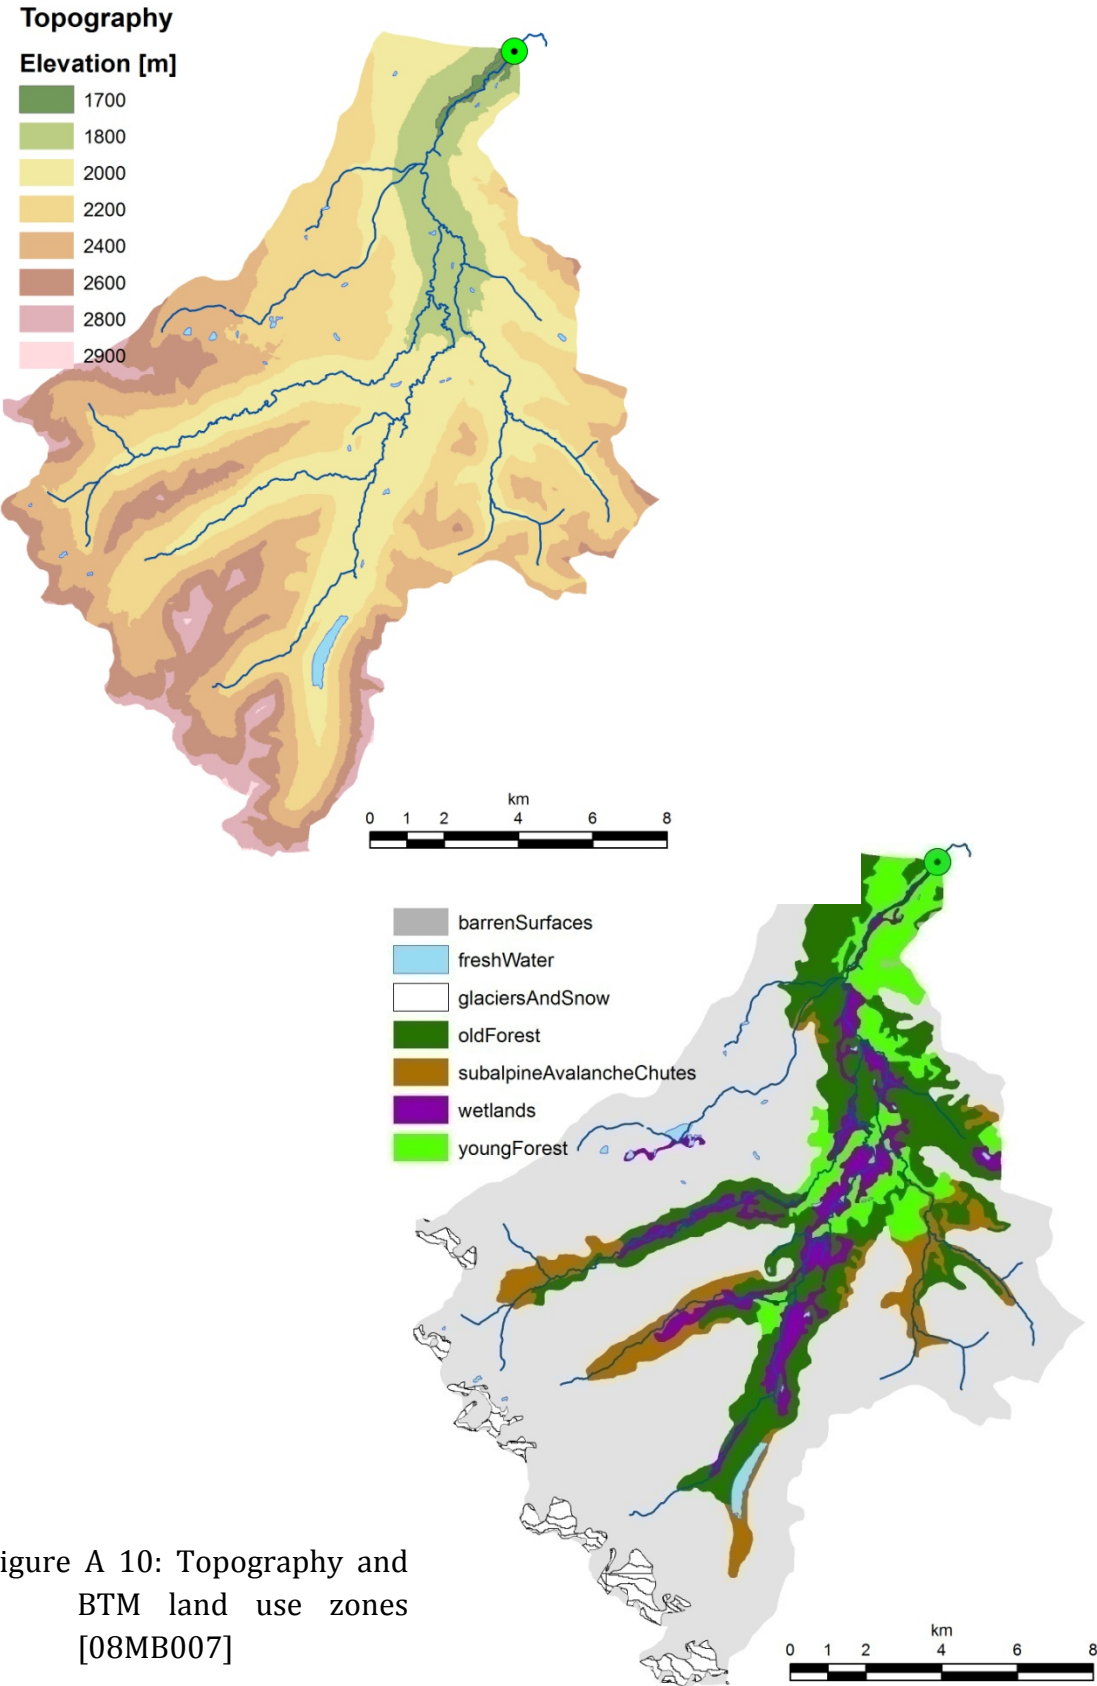 Topography
Elevation [m]
1700
1800
2000
2200
2400
2600
2800
2900
km
0 1 2 4 6 8
barrenSurfaces
freshWater
glaciersAndSnow
oldForest
subalpineAvalancheChutes
wetlands
youngForest
igure A 10: Topography and
BTM land use zones
[08MB007]
km
0 1 2 4 6 8